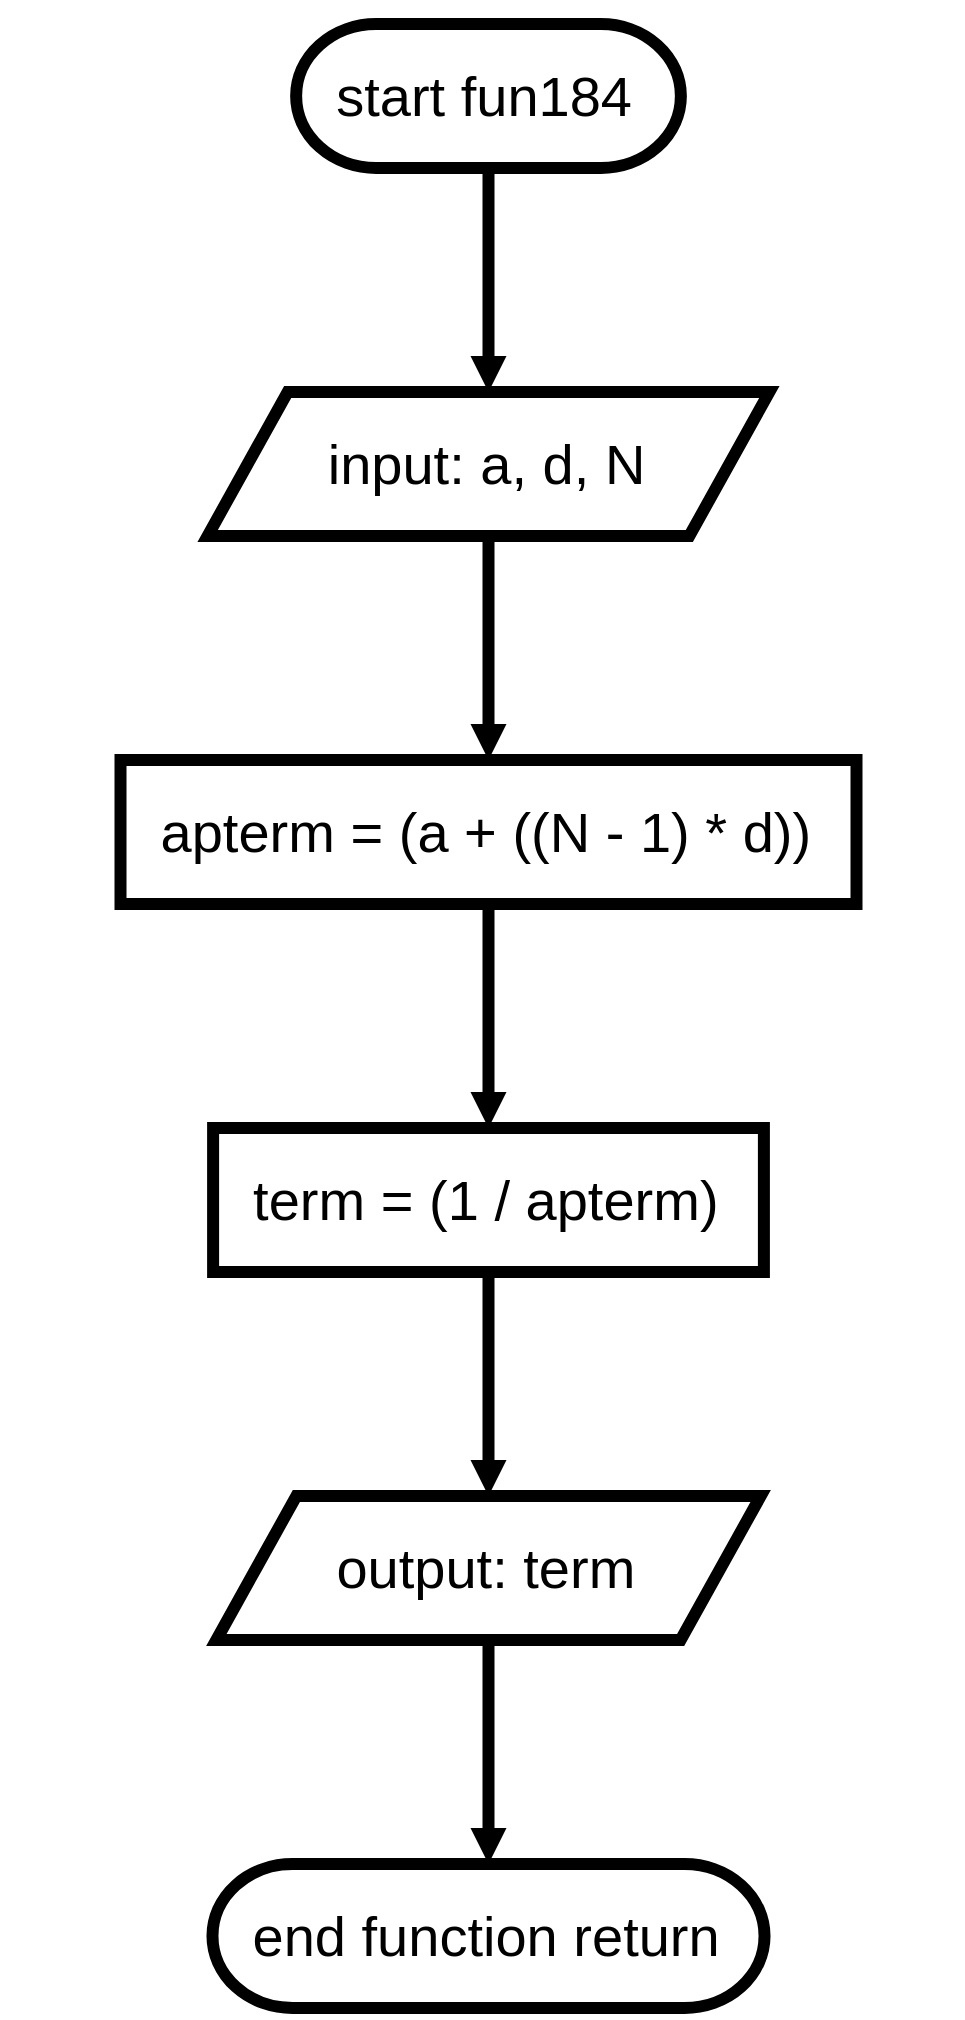 start fun184
input: a, d, N
apterm = (a + ((N - 1) * d))
term = (1 / apterm)
output: term
end function return